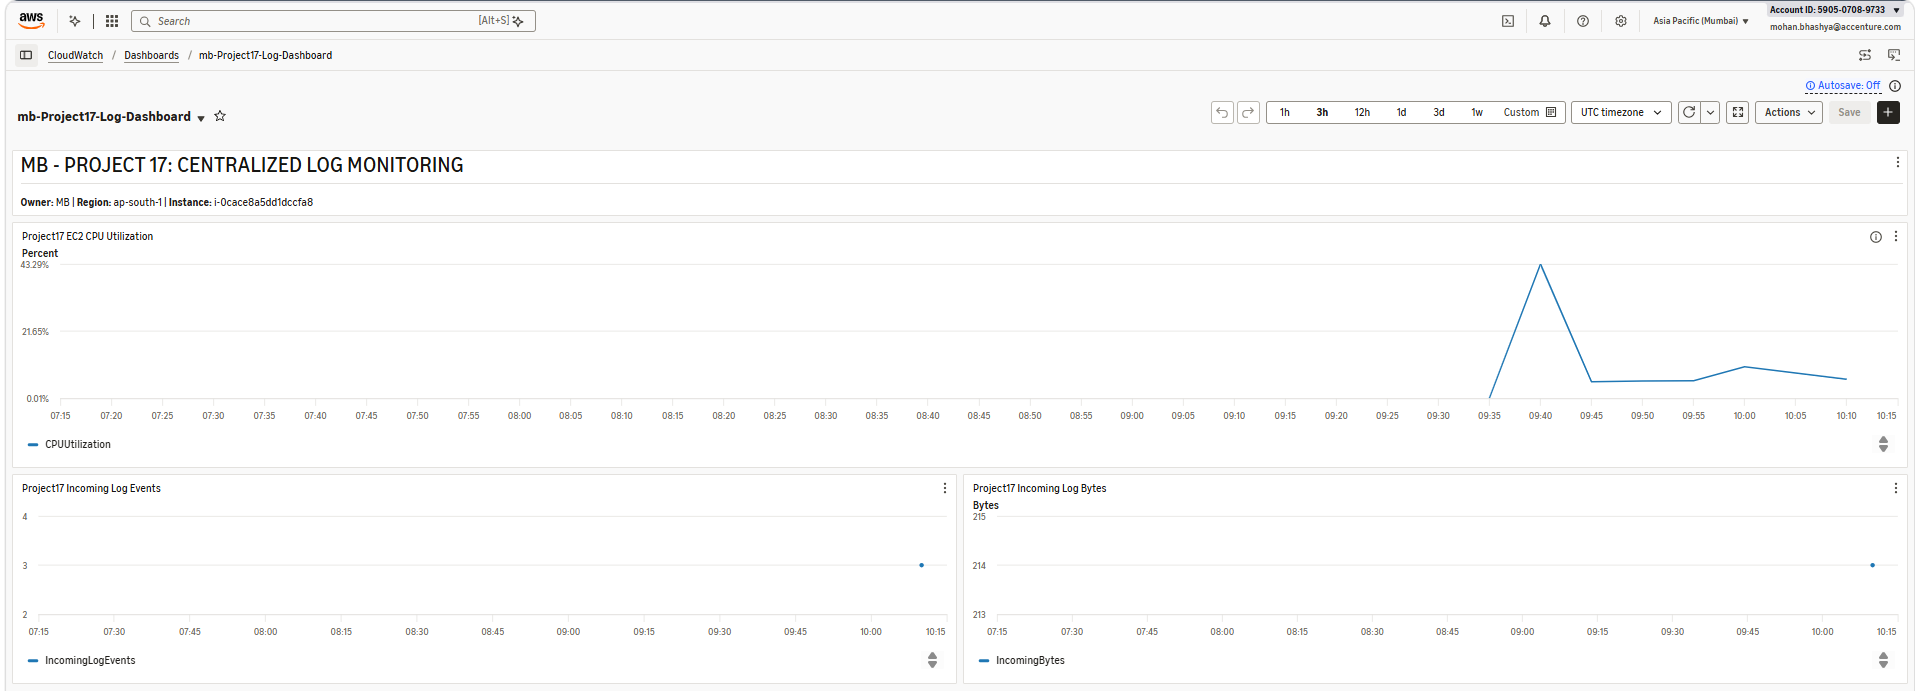 aws
Search
[Alt+S]
Asia Pacific (Mumbai)
Account ID: 5905-0708-9733
mohan.bhashya@accenture.com
CloudWatch / Dashboards / mb-Project17-Log-Dashboard
Autosave: Off
mb-Project17-Log-Dashboard
1h 3h 12h 1d 3d 1w Custom
UTC timezone
Actions
Save
MB - PROJECT 17: CENTRALIZED LOG MONITORING
Owner: MB | Region: ap-south-1 | Instance: i-0cace8a5dd1dccfa8
Project17 EC2 CPU Utilization
Percent
43.29%
21.65%
0.01%
07:15 07:20 07:25 07:30 07:35 07:40 07:45 07:50 07:55 08:00 08:05 08:10 08:15 08:20 08:25 08:30 08:35 08:40 08:45 08:50 08:55 09:00 09:05 09:10 09:15 09:20 09:25 09:30 09:35 09:40 09:45 09:50 09:55 10:00 10:05 10:10 10:15
CPUUtilization
Project17 Incoming Log Events
4
3
2
07:15 07:30 07:45 08:00 08:15 08:30 08:45 09:00 09:15 09:30 09:45 10:00 10:15
IncomingLogEvents
Project17 Incoming Log Bytes
Bytes
215
214
213
07:15 07:30 07:45 08:00 08:15 08:30 08:45 09:00 09:15 09:30 09:45 10:00 10:15
IncomingBytes